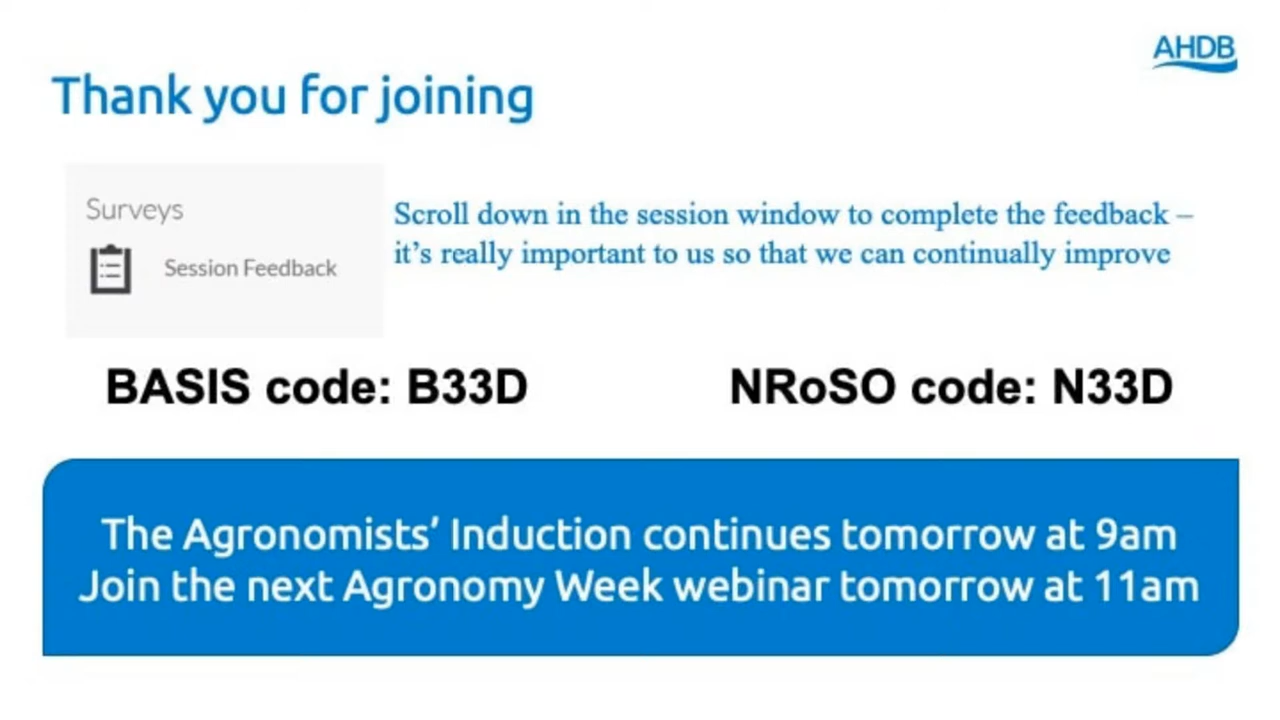 AHDB
Thank you for joining
Surveys
Session Feedback
Scroll down in the session window to complete the feedback –
it's really important to us so that we can continually improve
BASIS code: B33D
NRoSO code: N33D
The Agronomists' Induction continues tomorrow at 9am
Join the next Agronomy Week webinar tomorrow at 11am